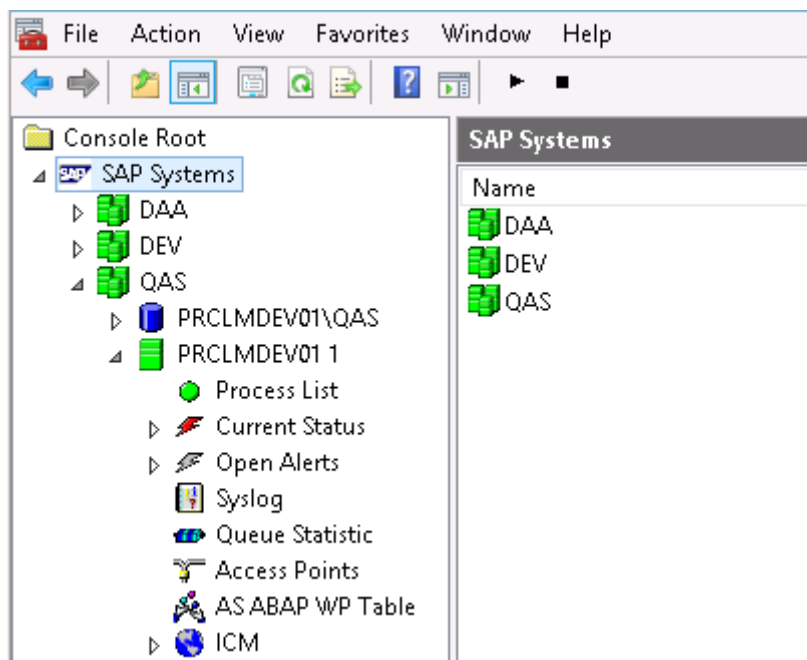 File Action View Favorites Window Help
Console Root
SAP SAP Systems
DAA
DEV
QAS
PRCLMDEV01\QAS
PRCLMDEV01 1
Process List
Current Status
Open Alerts
Syslog
Queue Statistic
Access Points
AS ABAP WP Table
ICM
SAP Systems
Name
DAA
DEV
QAS